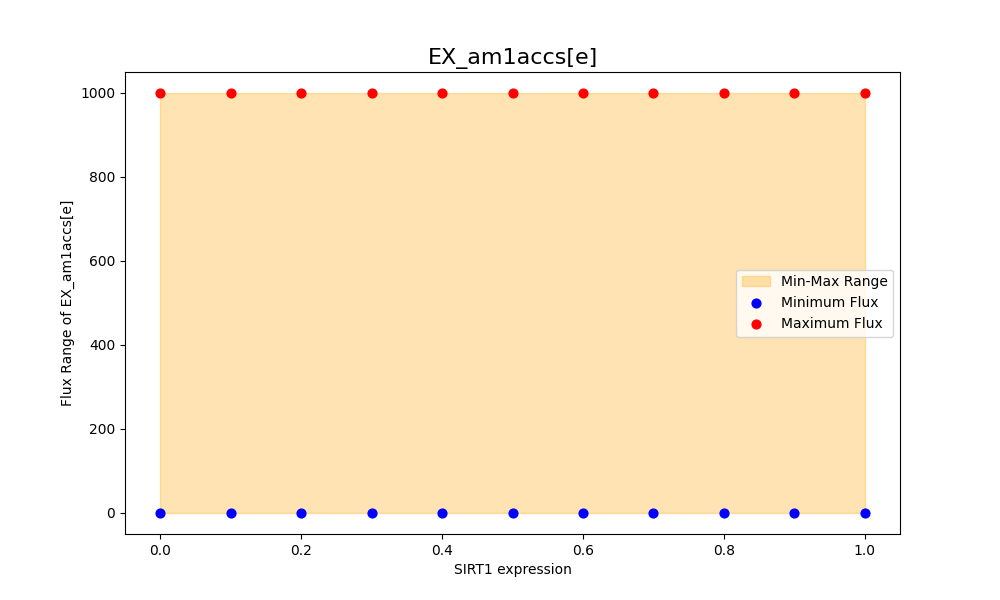 EX_am1accs[e]
Flux Range of EX_am1accs[e]
1000
800
600
400
200
0
Min-Max Range
Minimum Flux
Maximum Flux
0.0
0.2
0.4
0.6
0.8
1.0
SIRT1 expression